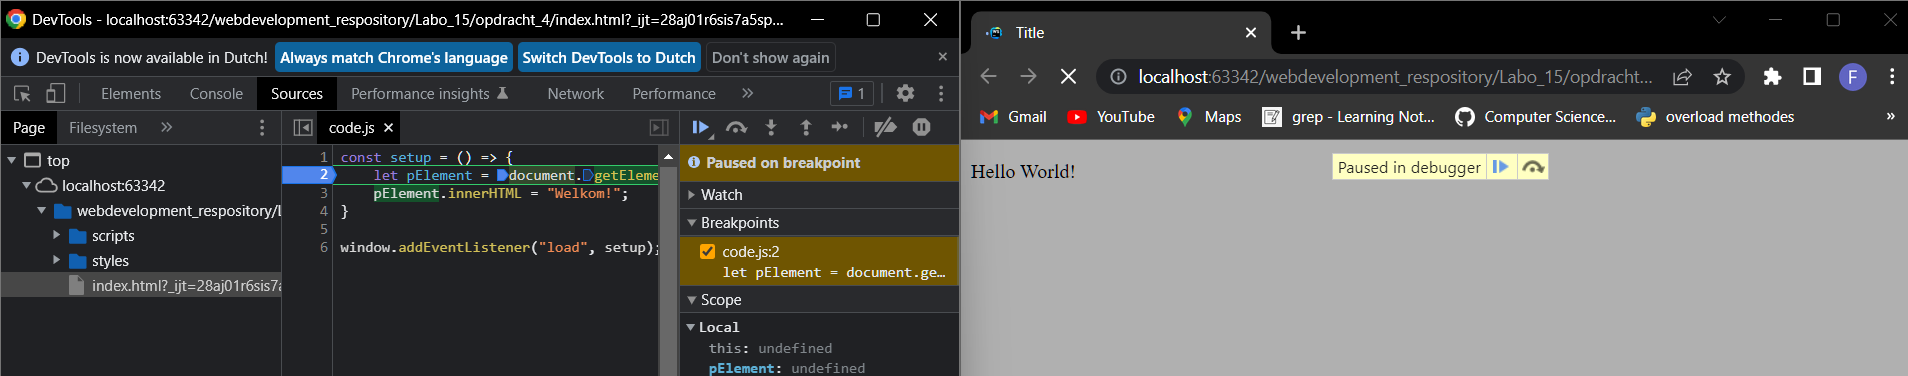 DevTools - localhost:63342/webdevelopment_respository/Labo_15/opdracht_4/index.html?_ijt=28aj01r6sis7a5sp...
DevTools is now available in Dutch! Always match Chrome's language Switch DevTools to Dutch Don't show again
Elements Console Sources Performance insights Network Performance » 1
Page Filesystem » code.js
top
localhost:63342
webdevelopment_respository/L
scripts
styles
index.html?_ijt=28aj01r6sis7a
1 const setup = () => {
2 let pElement = document.getEleme
3 pElement.innerHTML = "Welkom!";
4 }
5
6 window.addEventListener("load", setup);
Paused on breakpoint
Watch
Breakpoints
code.js:2
let pElement = document.ge...
Scope
Local
this: undefined
pElement: undefined
Title
localhost:63342/webdevelopment_respository/Labo_15/opdracht... F
Gmail YouTube Maps grep - Learning Not... Computer Science... overload methodes »
Paused in debugger
Hello World!